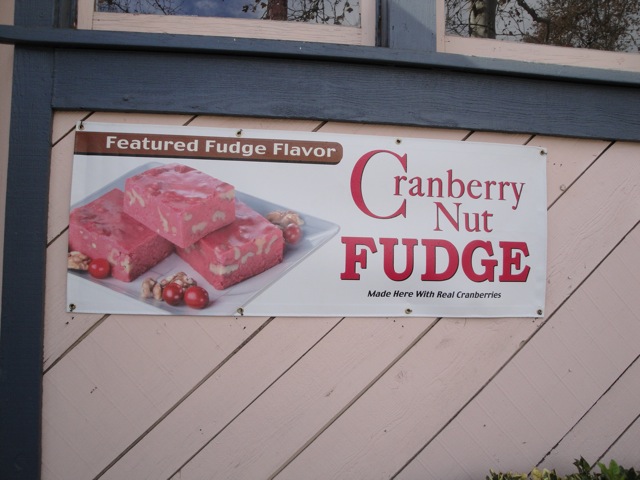 Featured Fudge Flavor
Cranberry
Nut
FUDGE
Made Here With Real Cranberries